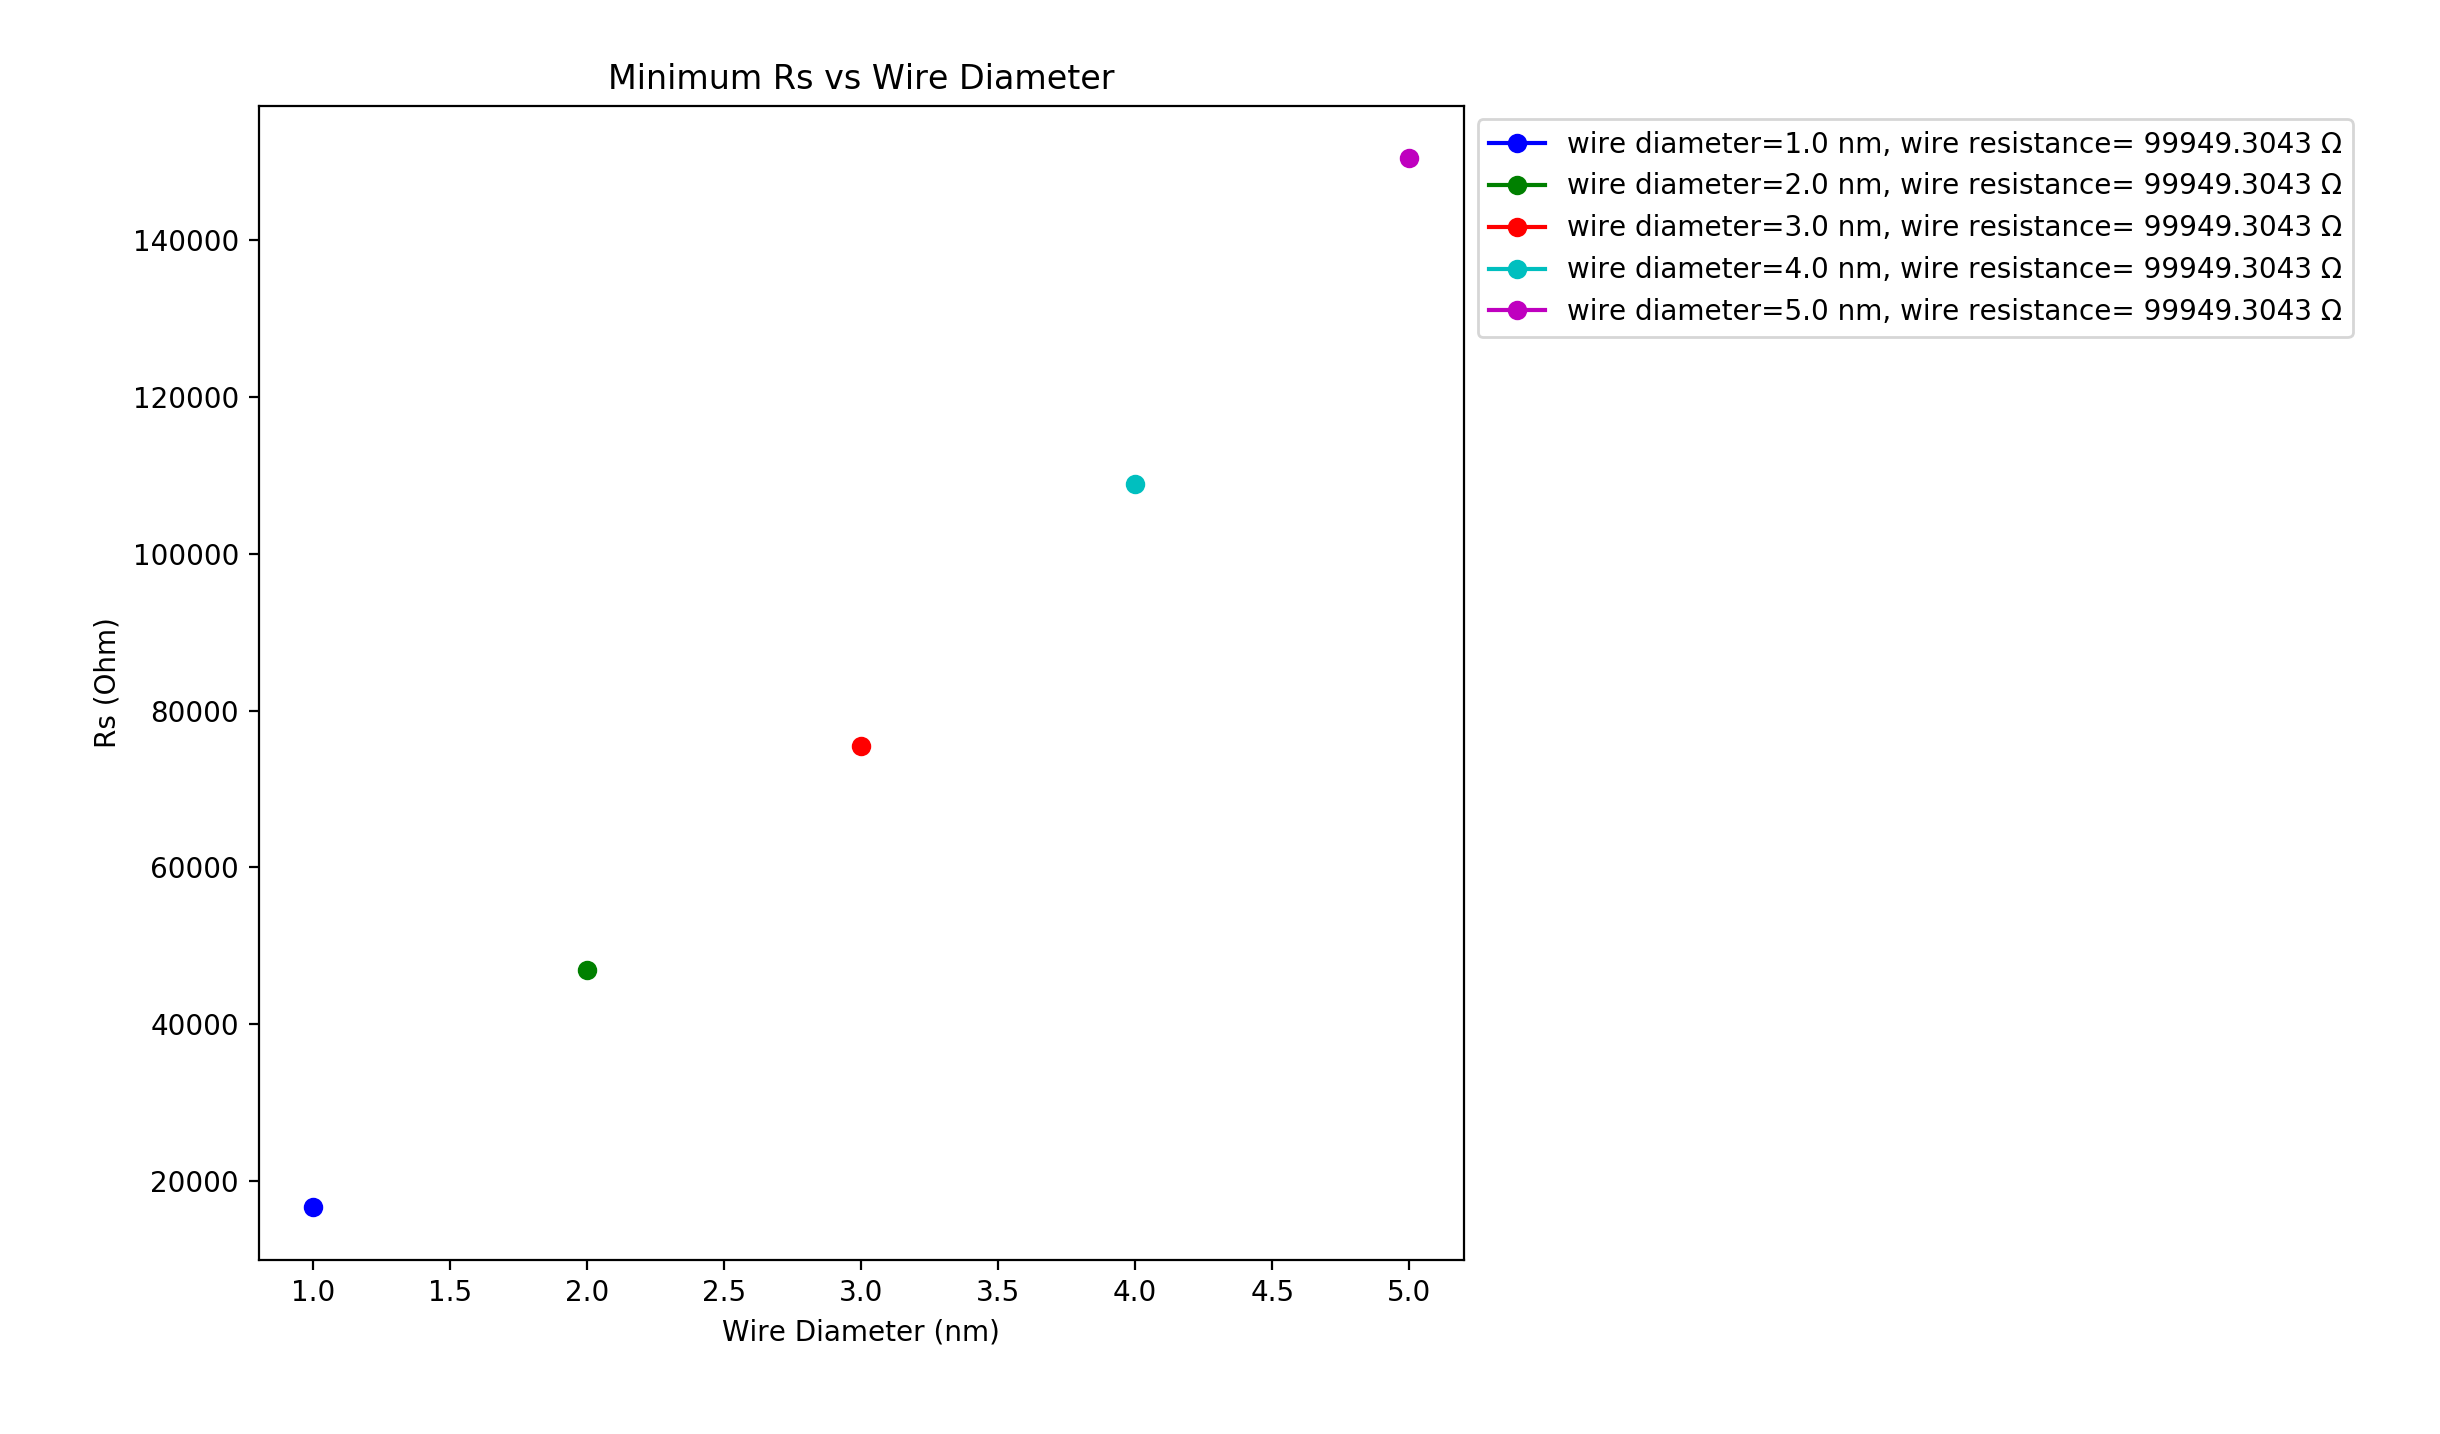 Minimum Rs vs Wire Diameter
wire diameter=1.0 nm, wire resistance= 99949.3043 Ω
wire diameter=2.0 nm, wire resistance= 99949.3043 Ω
wire diameter=3.0 nm, wire resistance= 99949.3043 Ω
wire diameter=4.0 nm, wire resistance= 99949.3043 Ω
wire diameter=5.0 nm, wire resistance= 99949.3043 Ω
Rs (Ohm)
140000
120000
100000
80000
60000
40000
20000
1.0 1.5 2.0 2.5 3.0 3.5 4.0 4.5 5.0
Wire Diameter (nm)